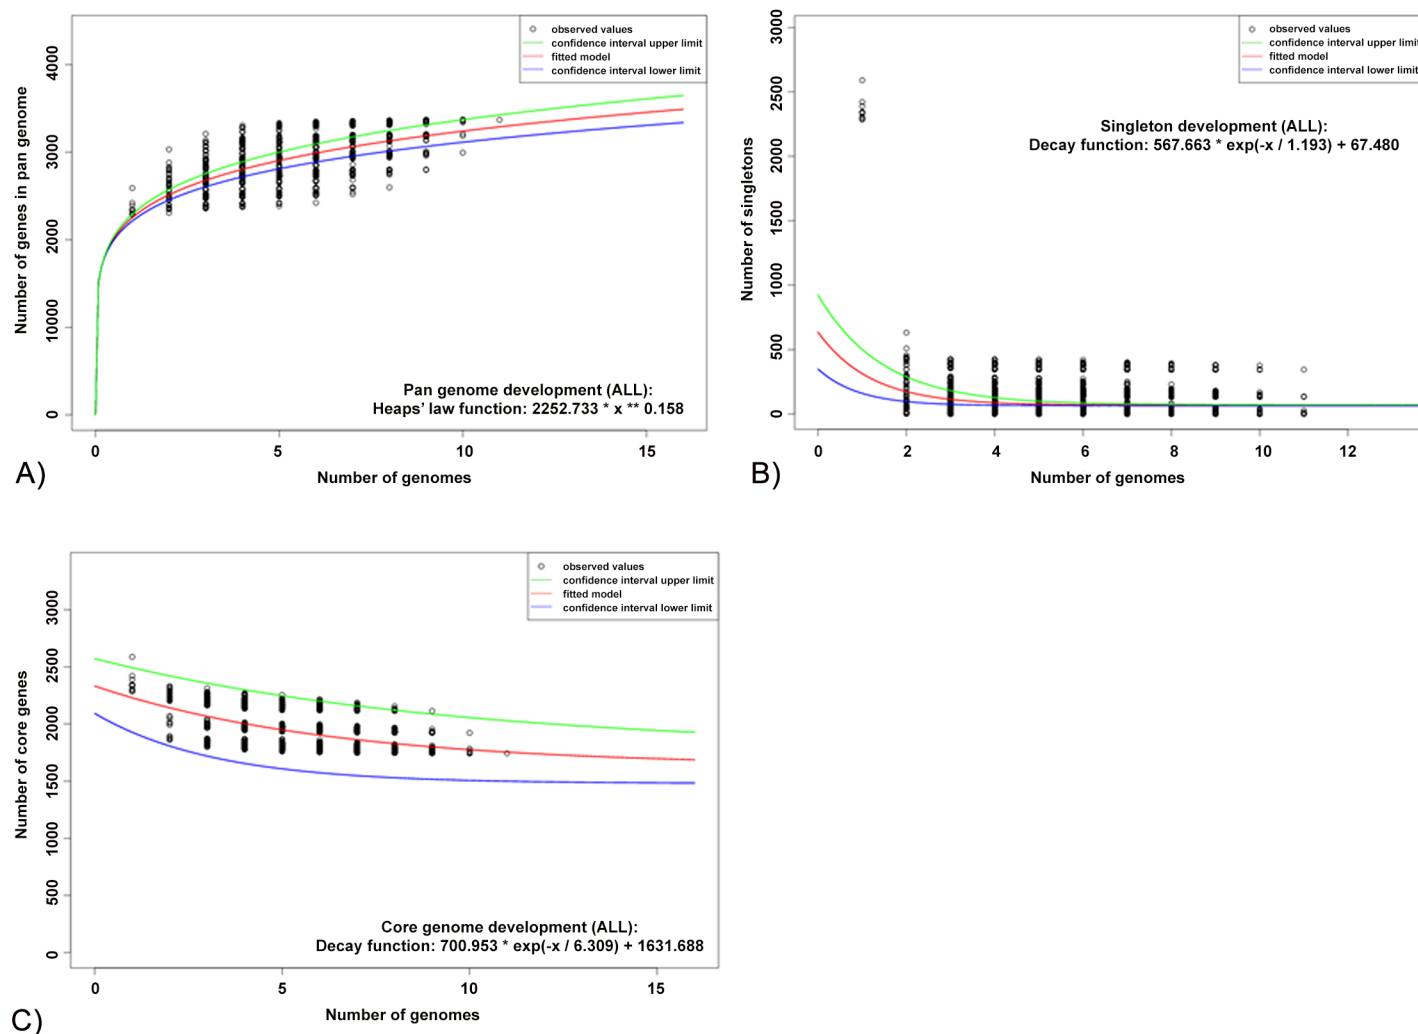 observed values
confidence interval upper limit
fitted model
confidence interval lower limit
4000
3000
2000
10000
0
Number of genes in pan genome
Pan genome development (ALL):
Heaps' law function: 2252.733 * x ** 0.158
0 5 10 15
Number of genomes
A)
observed values
confidence interval upper limit
fitted model
confidence interval lower limit
3000
2500
2000
1500
1000
500
0
Number of singletons
Singleton development (ALL):
Decay function: 567.663 * exp(-x / 1.193) + 67.480
0 2 4 6 8 10 12
Number of genomes
B)
observed values
confidence interval upper limit
fitted model
confidence interval lower limit
3000
2500
2000
1500
1000
500
0
Number of core genes
Core genome development (ALL):
Decay function: 700.953 * exp(-x / 6.309) + 1631.688
0 5 10 15
Number of genomes
C)